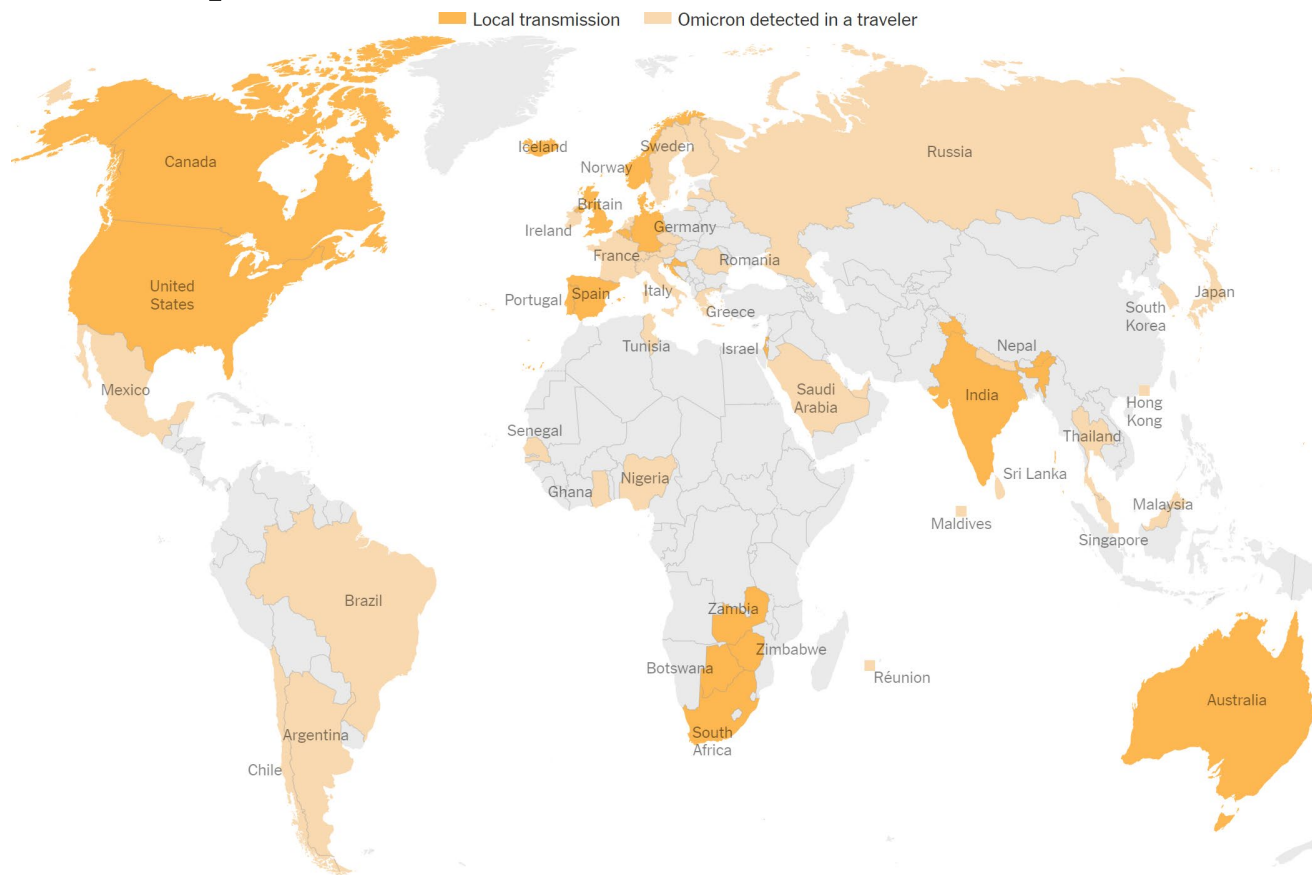 Local transmission
Omicron detected in a traveler
Canada
Iceland
Sweden
Norway
Russia
Britain
Ireland
Germany
France
Romania
United
States
Portugal
Spain
Italy
Greece
South
Korea
Japan
Tunisia
Israel
Nepal
Mexico
Saudi
Arabia
India
Hong
Kong
Senegal
Thailand
Ghana
Nigeria
Sri Lanka
Maldives
Malaysia
Singapore
Brazil
Zambia
Zimbabwe
Botswana
Réunion
Australia
Argentina
South
Africa
Chile